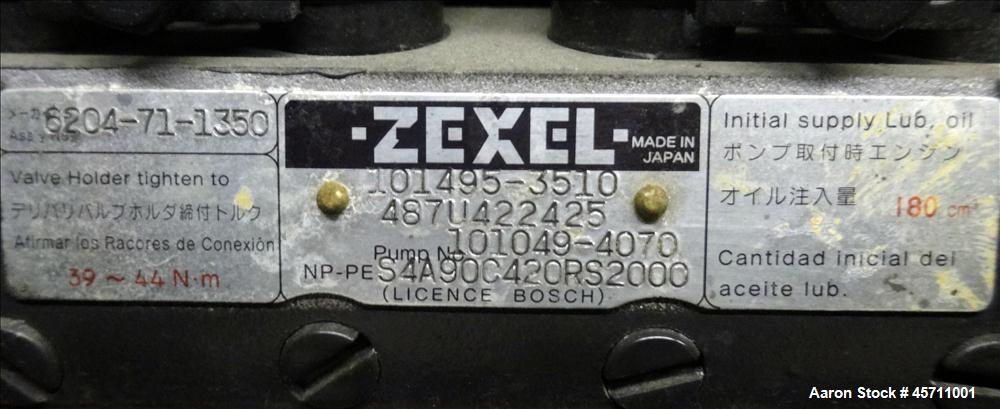 6204-71-1350
Valve Holder tighten to
デリバリバルブホルダ締付トルク
Afirmar los Racores de Conexión
39 ~ 44 N·m
·ZEXEL·
MADE IN
JAPAN
101495-3510
487U422425
Pump No. 101049-4070
NP-PES4A90C420RS2000
(LICENCE BOSCH)
Initial supply Lub. oil
ポンプ取付時エンジン
オイル注入量 180 cm³
Cantidad inicial del
aceite lub.
Aaron Stock # 45711001